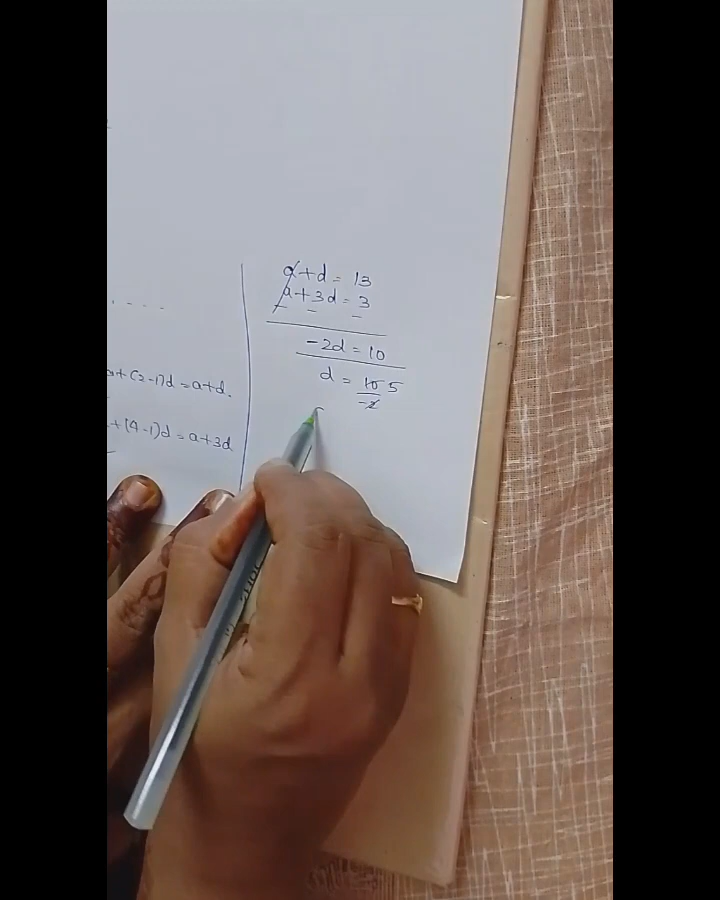 - - - -
a+(2-1)d = a+d.
+(4-1)d = a+3d
a+d = 13
a+3d = 3
- - -
-2d = 10
d = 10 5
-2